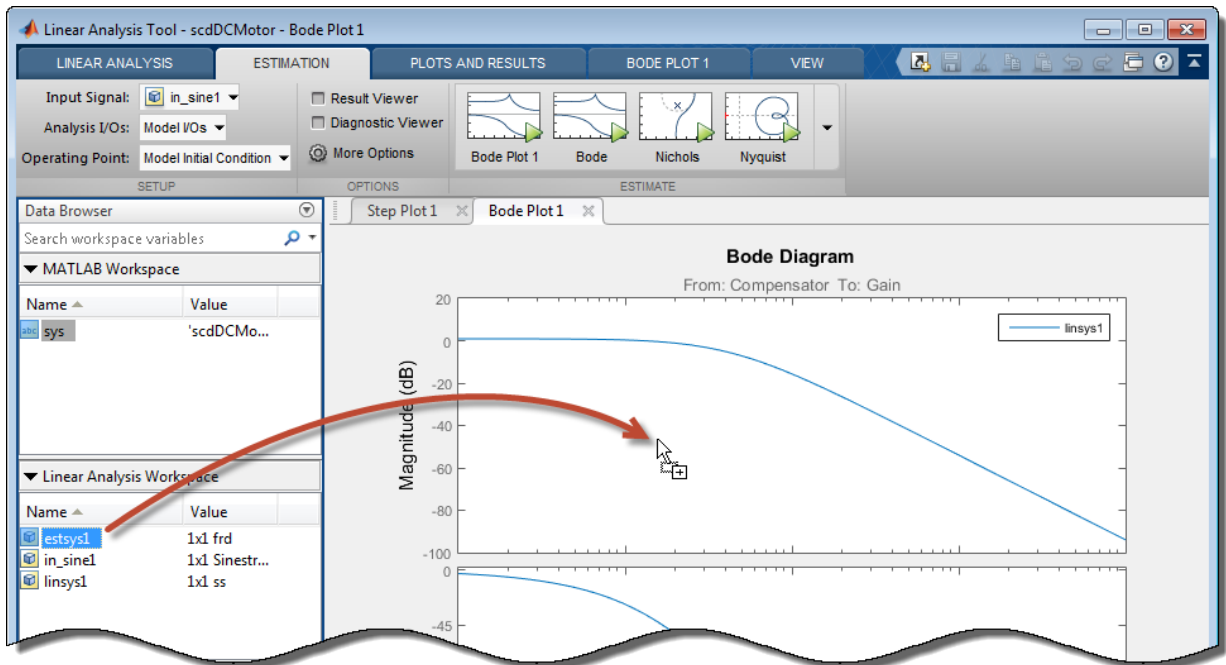 Linear Analysis Tool - scdDCMotor - Bode Plot 1
LINEAR ANALYSIS ESTIMATION PLOTS AND RESULTS BODE PLOT 1 VIEW
Input Signal: in_sine1
Analysis I/Os: Model I/Os
Operating Point: Model Initial Condition
SETUP
Result Viewer
Diagnostic Viewer
More Options
OPTIONS
Bode Plot 1 Bode Nichols Nyquist
ESTIMATE
Data Browser
Search workspace variables
MATLAB Workspace
Name Value
abc sys 'scdDCMo...
Linear Analysis Workspace
Name Value
estsys1 1x1 frd
in_sine1 1x1 Sinestr...
linsys1 1x1 ss
Step Plot 1 Bode Plot 1
Bode Diagram
From: Compensator To: Gain
Magnitude (dB)
20
0
-20
-40
-60
-80
-100
linsys1
0
-45